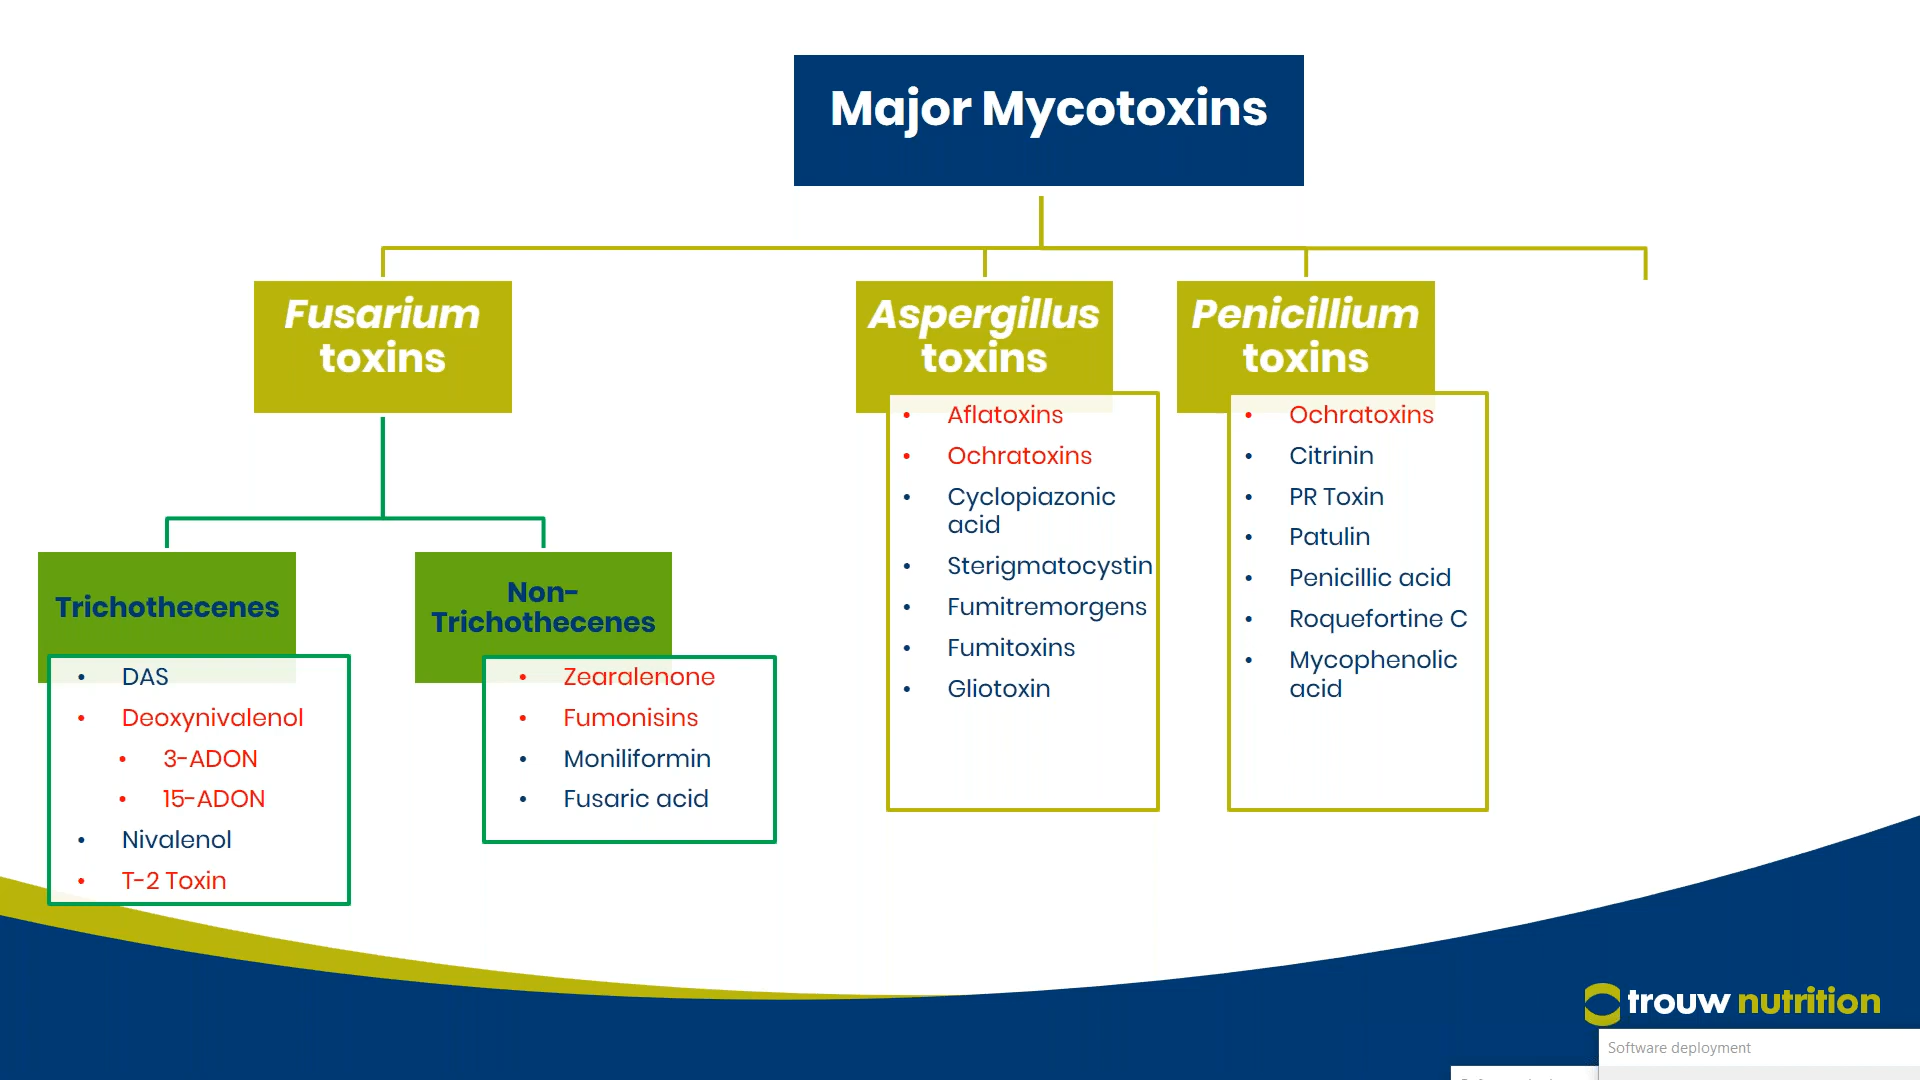 Major Mycotoxins
Fusarium
toxins
Aspergillus
toxins
Penicillium
toxins
Trichothecenes
• DAS
• Deoxynivalenol
• 3-ADON
• 15-ADON
• Nivalenol
• T-2 Toxin
Non-
Trichothecenes
• Zearalenone
• Fumonisins
• Moniliformin
• Fusaric acid
• Aflatoxins
• Ochratoxins
• Cyclopiazonic
acid
• Sterigmatocystin
• Fumitremorgens
• Fumitoxins
• Gliotoxin
• Ochratoxins
• Citrinin
• PR Toxin
• Patulin
• Penicillic acid
• Roquefortine C
• Mycophenolic
acid
trouw nutrition
Software deployment